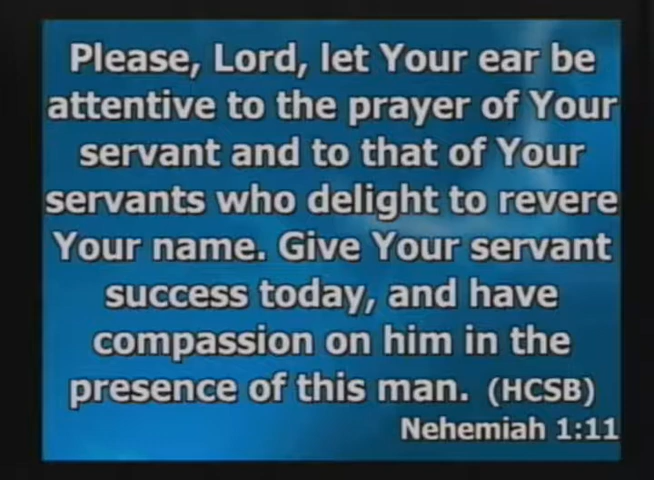 Please, Lord, let Your ear be
attentive to the prayer of Your
servant and to that of Your
servants who delight to revere
Your name. Give Your servant
success today, and have
compassion on him in the
presence of this man. (HCSB)
Nehemiah 1:11